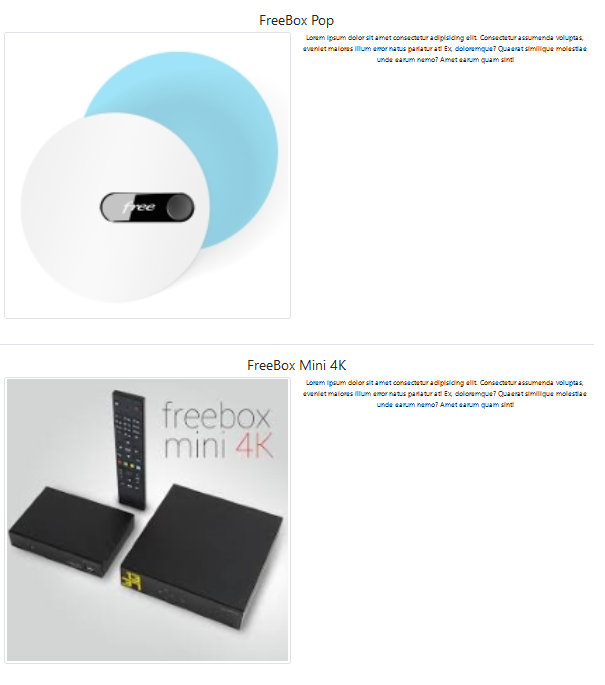 FreeBox Pop
Lorem ipsum dolor sit amet consectetur adipisicing elit. Consectetur assumenda voluptas,
eveniet maiores illum error natus pariatur at! Ex, doloremque? Quaerat similique molestiae
unde earum nemo? Amet earum quam sint!
free
FreeBox Mini 4K
Lorem ipsum dolor sit amet consectetur adipisicing elit. Consectetur assumenda voluptas,
eveniet maiores illum error natus pariatur at! Ex, doloremque? Quaerat similique molestiae
unde earum nemo? Amet earum quam sint!
freebox
mini 4K